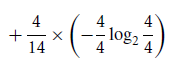 + 4/14 × (−4/4 log₂ 4/4)